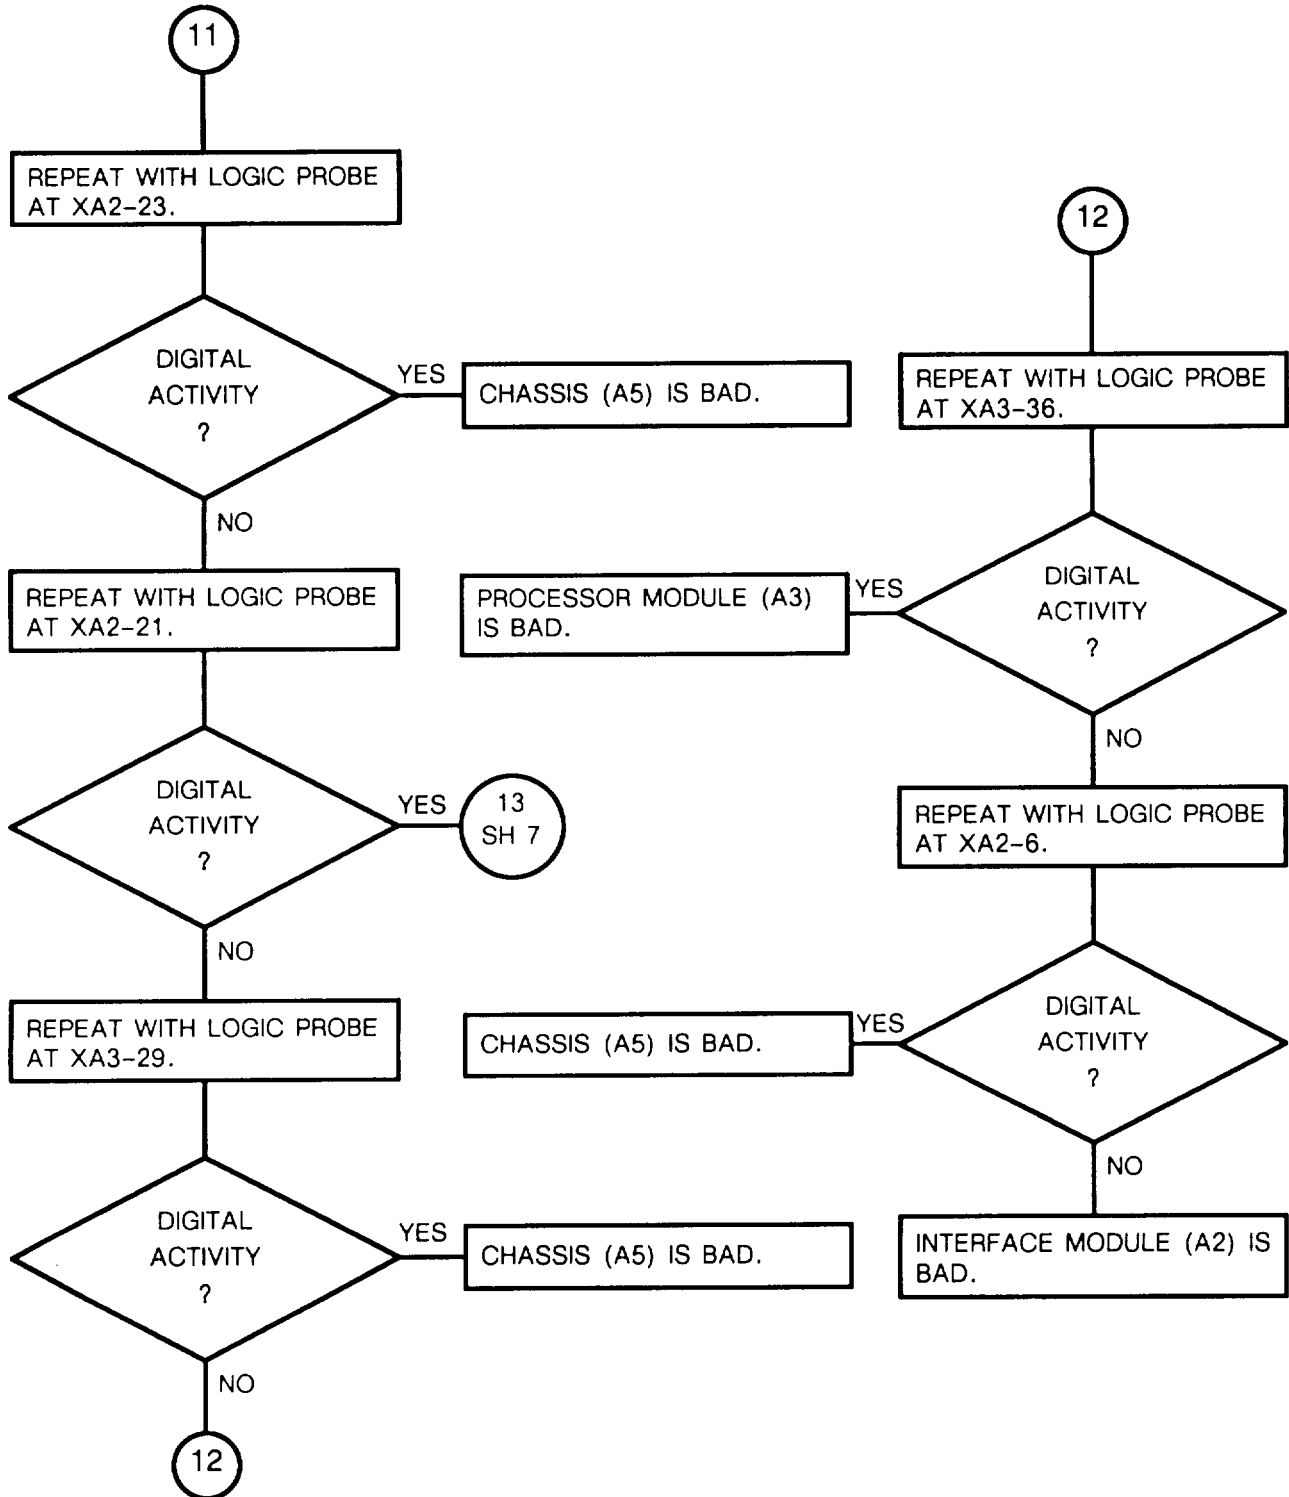 11
REPEAT WITH LOGIC PROBE
AT XA2-23.
DIGITAL
ACTIVITY
?
YES
CHASSIS (A5) IS BAD.
NO
REPEAT WITH LOGIC PROBE
AT XA2-21.
DIGITAL
ACTIVITY
?
YES
13
SH 7
NO
REPEAT WITH LOGIC PROBE
AT XA3-29.
DIGITAL
ACTIVITY
?
YES
CHASSIS (A5) IS BAD.
NO
12
12
REPEAT WITH LOGIC PROBE
AT XA3-36.
DIGITAL
ACTIVITY
?
YES
PROCESSOR MODULE (A3)
IS BAD.
NO
REPEAT WITH LOGIC PROBE
AT XA2-6.
DIGITAL
ACTIVITY
?
YES
CHASSIS (A5) IS BAD.
NO
INTERFACE MODULE (A2) IS
BAD.